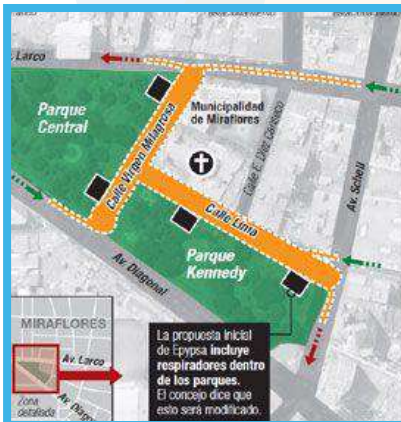 Larco
Parque
Central
Calle Virgen Milagrosa
Municipalidad
de Miraflores
Calle Lima
Av. Schell
Parque
Kennedy
Av. Diagonal
MIRAFLORES
Av. Larco
Zona
detallada
La propuesta inicial
de Epypsa incluye
respiradores dentro
de los parques.
El concejo dice que
esto será modificado.